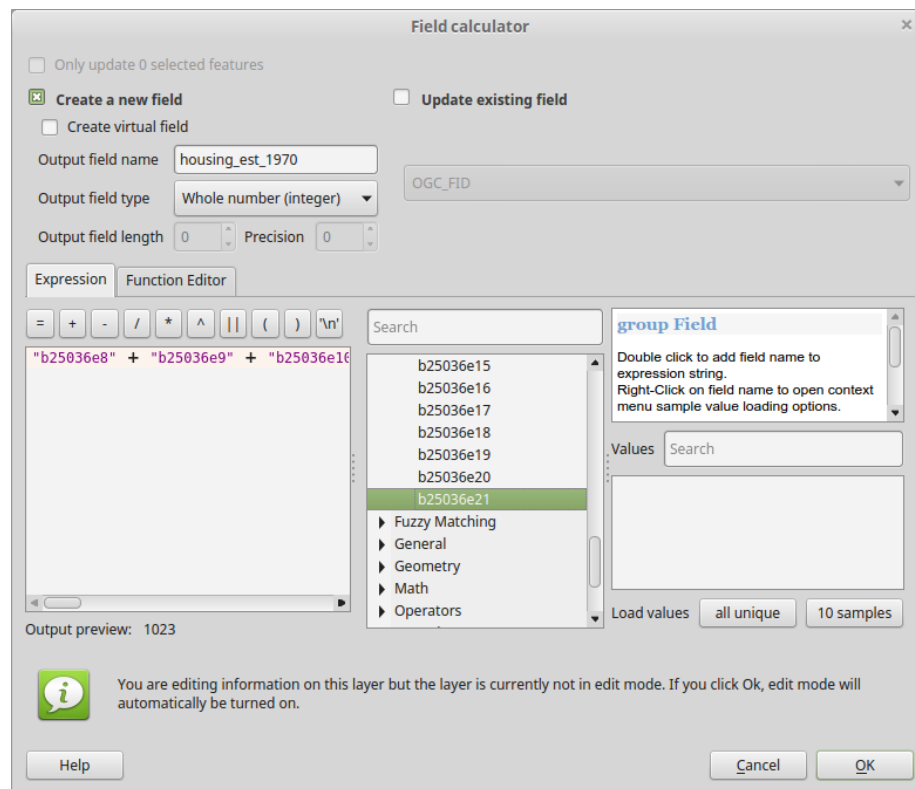 Field calculator
Only update 0 selected features
Create a new field
Update existing field
Create virtual field
Output field name housing_est_1970
Output field type Whole number (integer)
OGC_FID
Output field length 0 Precision 0
Expression Function Editor
= + - / * ^ || ( ) '\n'
Search
"b25036e8" + "b25036e9" + "b25036e10
b25036e15
b25036e16
b25036e17
b25036e18
b25036e19
b25036e20
b25036e21
Fuzzy Matching
General
Geometry
Math
Operators
group Field
Double click to add field name to
expression string.
Right-Click on field name to open context
menu sample value loading options.
Values Search
Load values all unique 10 samples
Output preview: 1023
You are editing information on this layer but the layer is currently not in edit mode. If you click Ok, edit mode will
automatically be turned on.
Help Cancel OK